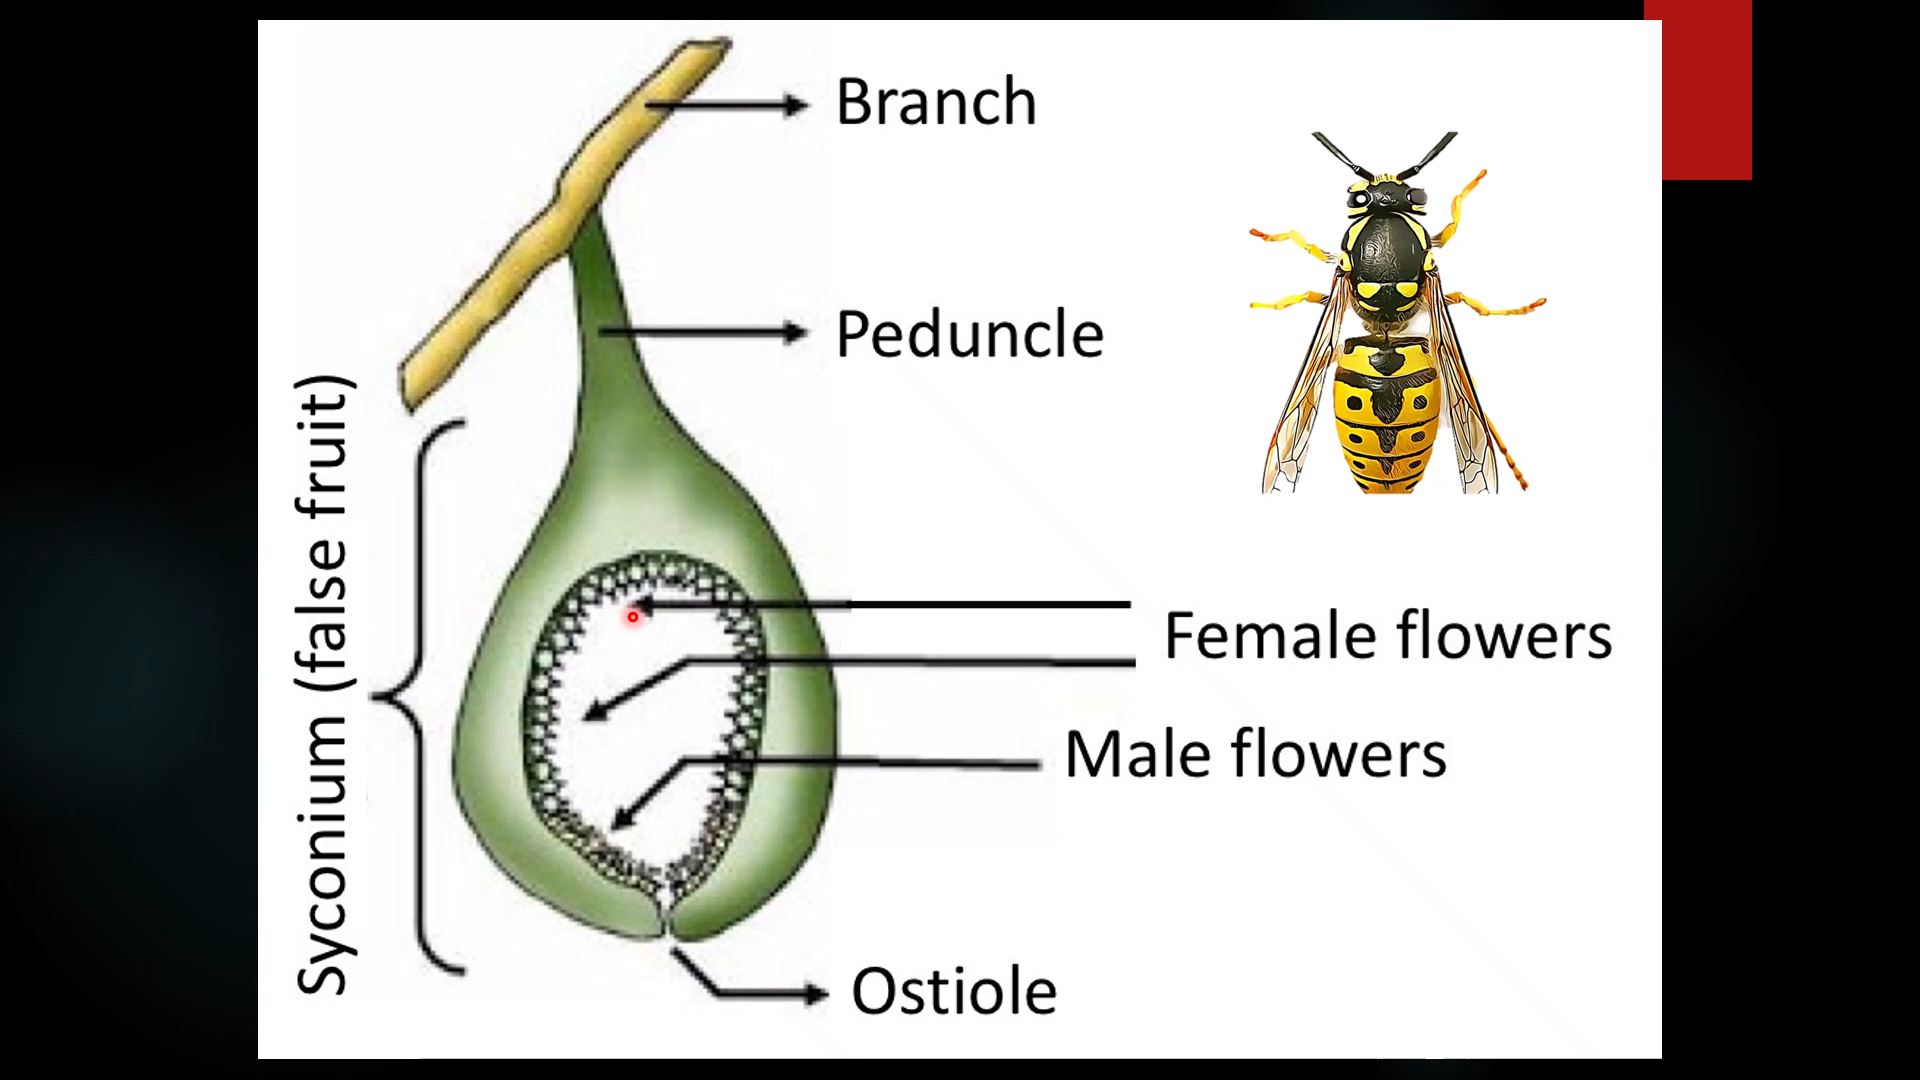 Branch
Peduncle
Syconium (false fruit)
Female flowers
Male flowers
Ostiole